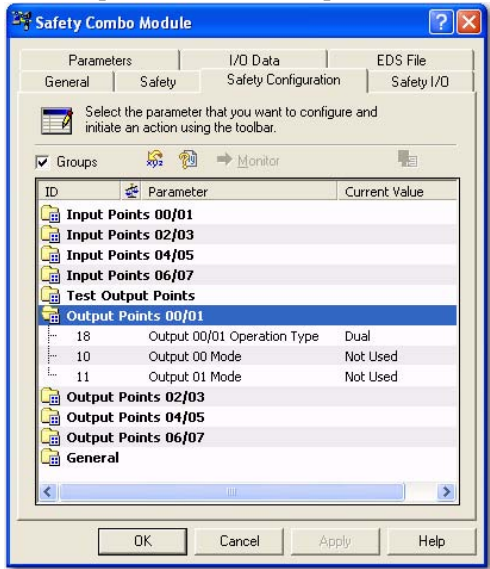 Safety Combo Module
Parameters I/O Data EDS File
General Safety Safety Configuration Safety I/O
Select the parameter that you want to configure and
initiate an action using the toolbar.
Groups Monitor
ID Parameter Current Value
Input Points 00/01
Input Points 02/03
Input Points 04/05
Input Points 06/07
Test Output Points
Output Points 00/01
18 Output 00/01 Operation Type Dual
10 Output 00 Mode Not Used
11 Output 01 Mode Not Used
Output Points 02/03
Output Points 04/05
Output Points 06/07
General
OK Cancel Apply Help